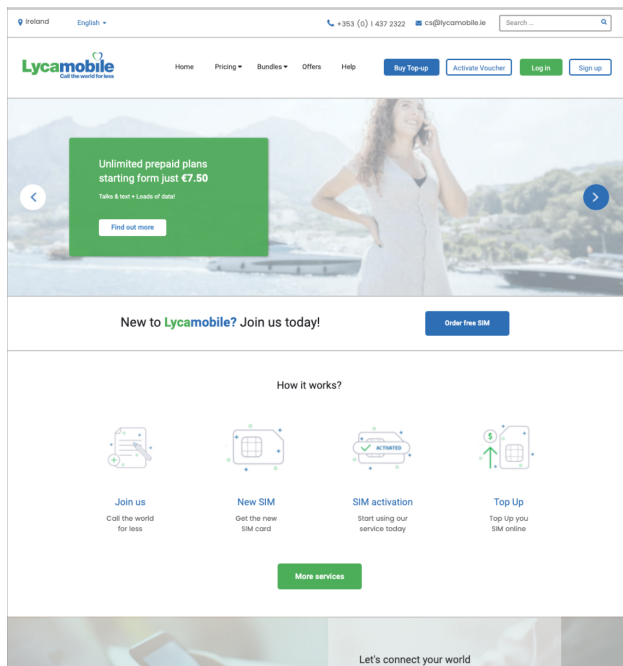 Ireland English +353 (0) 1 437 2322 cs@lycamobile.ie Search ...
Lycamobile
Call the world for less
Home Pricing Bundles Offers Help Buy Top-up Activate Voucher Log in Sign up
Unlimited prepaid plans
starting form just €7.50
Talks & text + Loads of data!
Find out more
New to Lycamobile? Join us today!
Order free SIM
How it works?
ACTIVATED
$
Join us
Call the world
for less
New SIM
Get the new
SIM card
SIM activation
Start using our
service today
Top Up
Top Up you
SIM online
More services
Let's connect your world